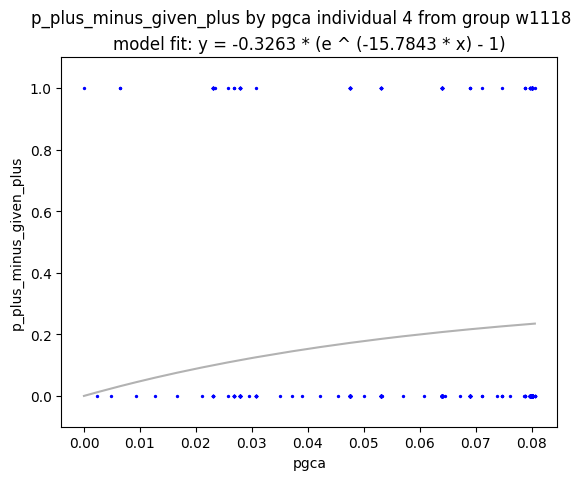 p_plus_minus_given_plus by pgca individual 4 from group w1118
model fit: y = -0.3263 * (e ^ (-15.7843 * x) - 1)
1.0
0.8
0.6
0.4
0.2
0.0
p_plus_minus_given_plus
0.00 0.01 0.02 0.03 0.04 0.05 0.06 0.07 0.08
pgca